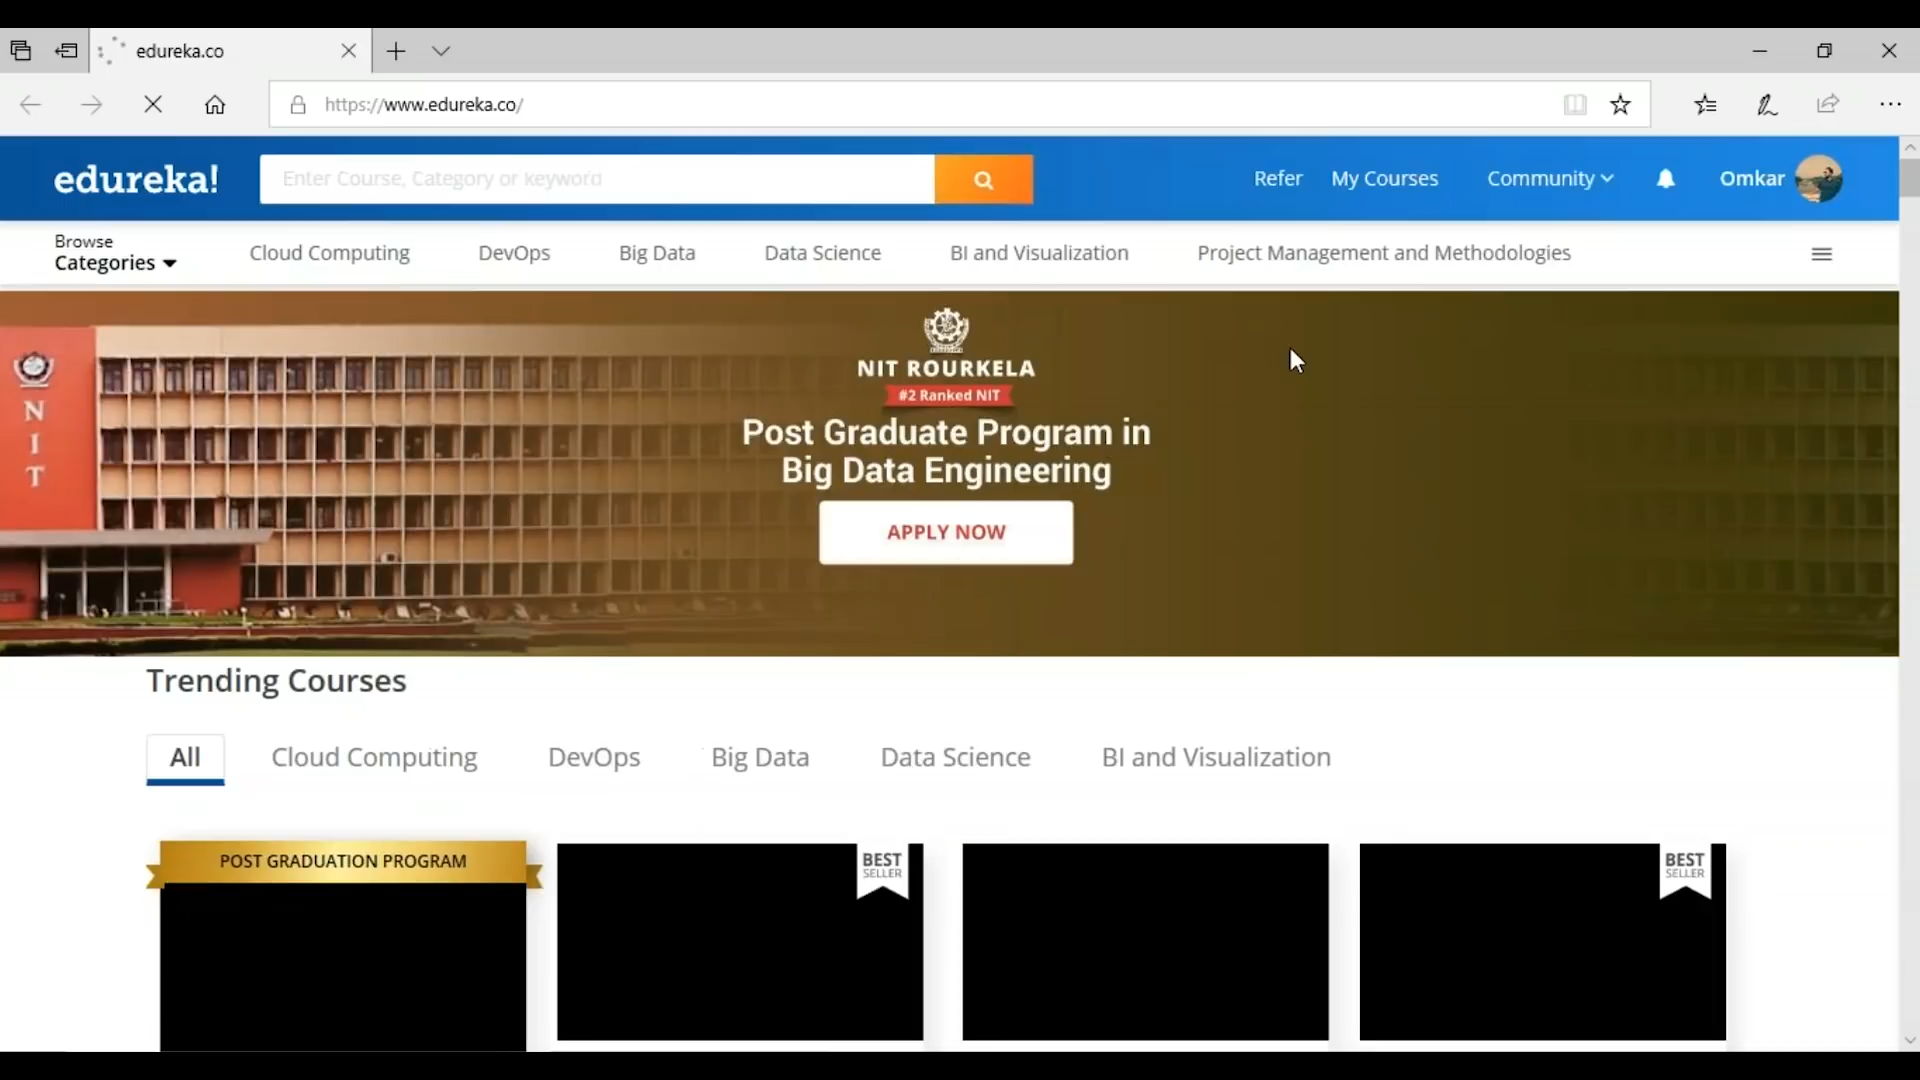 edureka.co
https://www.edureka.co/
edureka!
Enter Course, Category or keyword
Refer
My Courses
Community
Omkar
Browse
Categories
Cloud Computing
DevOps
Big Data
Data Science
BI and Visualization
Project Management and Methodologies
N
I
T
NIT ROURKELA
#2 Ranked NIT
Post Graduate Program in
Big Data Engineering
APPLY NOW
Trending Courses
All
Cloud Computing
DevOps
Big Data
Data Science
BI and Visualization
POST GRADUATION PROGRAM
BEST
SELLER
BEST
SELLER